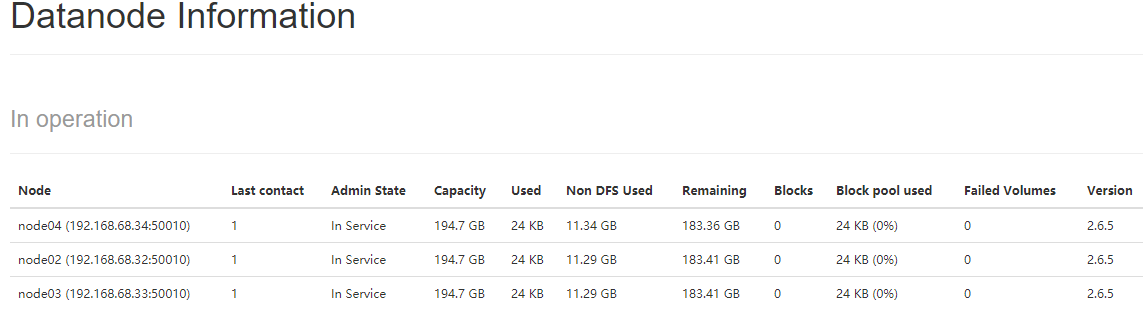 Datanode Information
In operation
Node Last contact Admin State Capacity Used Non DFS Used Remaining Blocks Block pool used Failed Volumes Version
node04 (192.168.68.34:50010) 1 In Service 194.7 GB 24 KB 11.34 GB 183.36 GB 0 24 KB (0%) 0 2.6.5
node02 (192.168.68.32:50010) 1 In Service 194.7 GB 24 KB 11.29 GB 183.41 GB 0 24 KB (0%) 0 2.6.5
node03 (192.168.68.33:50010) 1 In Service 194.7 GB 24 KB 11.29 GB 183.41 GB 0 24 KB (0%) 0 2.6.5